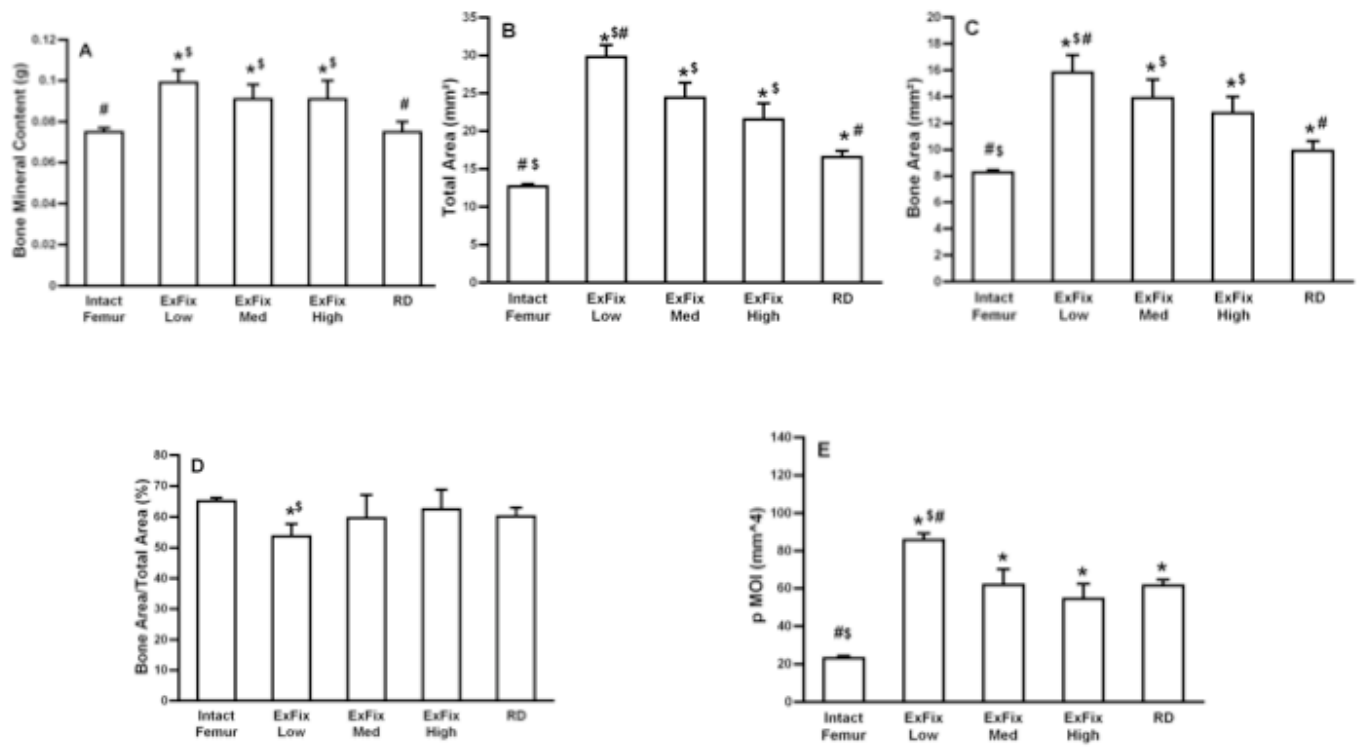 A
Bone Mineral Content (g)
0.12
0.1
0.08
0.06
0.04
0.02
0
#
*$
*$
*$
#
Intact Femur
ExFix Low
ExFix Med
ExFix High
RD
B
Total Area (mm²)
35
30
25
20
15
10
5
0
# $
*$#
*$
*$
*#
Intact Femur
ExFix Low
ExFix Med
ExFix High
RD
C
Bone Area (mm²)
20
18
16
14
12
10
8
6
4
2
0
#$
*$#
*$
*$
*#
Intact Femur
ExFix Low
ExFix Med
ExFix High
RD
D
Bone Area/Total Area (%)
80
70
60
50
40
30
20
10
0
*$
Intact Femur
ExFix Low
ExFix Med
ExFix High
RD
E
p MOI (mm^4)
140
120
100
80
60
40
20
0
#$
*$#
*
*
*
Intact Femur
ExFix Low
ExFix Med
ExFix High
RD